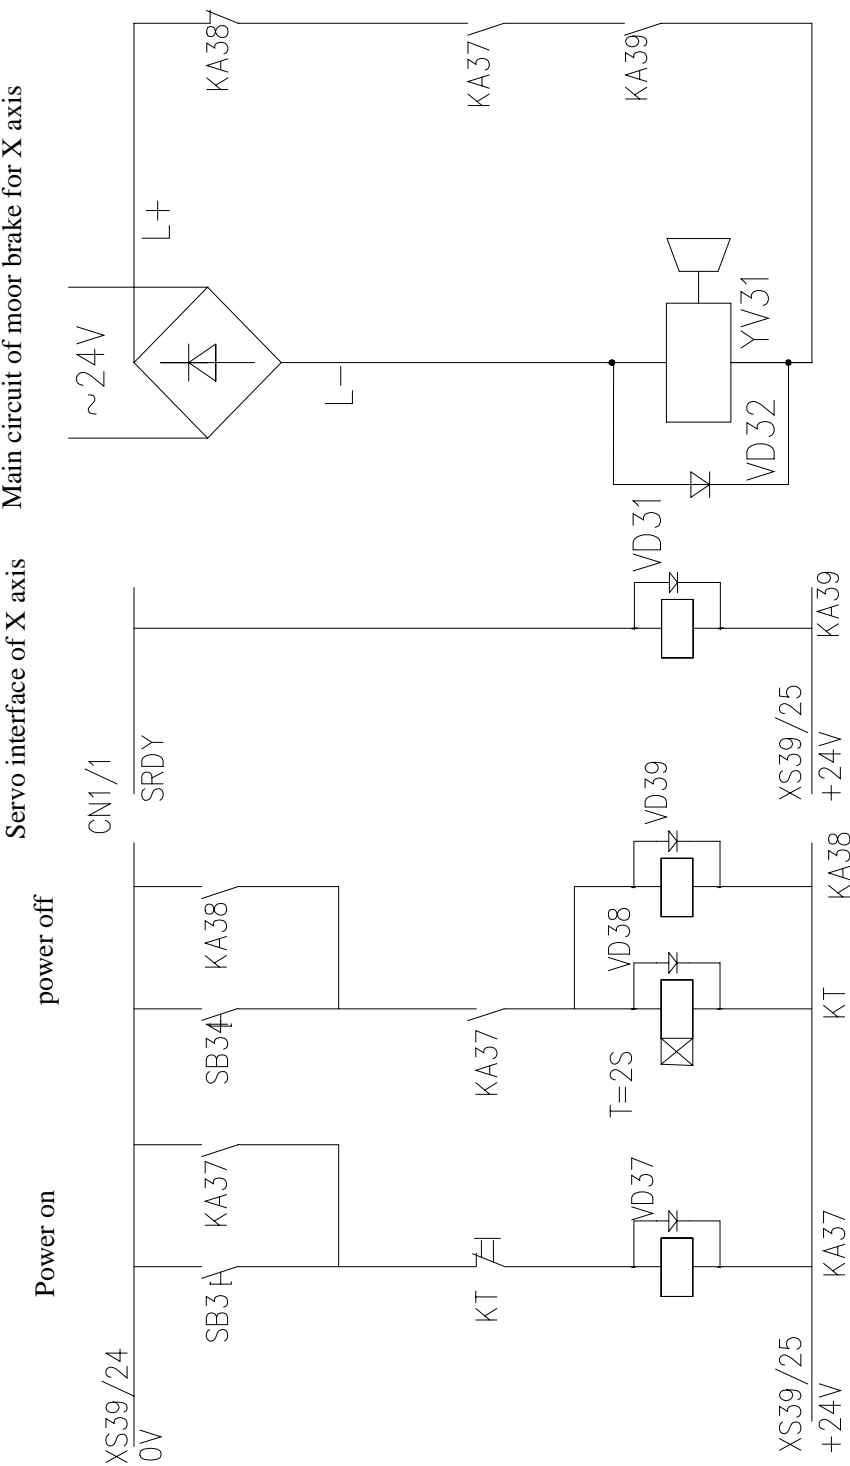 Power on
power off
Servo interface of X axis
Main circuit of moor brake for X axis
XS39/24
0V
SB3
KA37
KT
VD37
KA37
XS39/25
+24V
SB34
KA38
KA37
T=2S
VD38
VD39
KT
KA38
CN1/1
SRDY
XS39/25
+24V
VD31
KA39
~24V
L+
L-
KA38
KA37
KA39
YV31
VD32